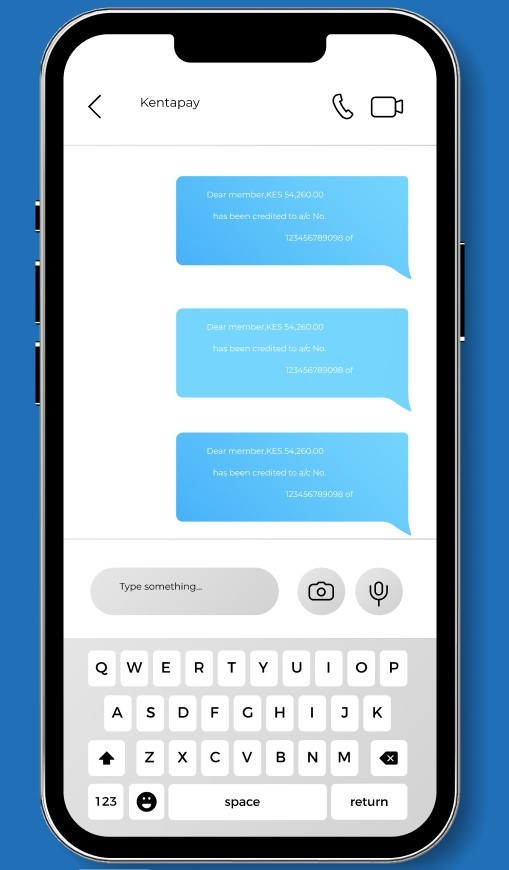 Kentapay
Dear member,KES 54,260.00
has been credited to a/c No.
123456789098 of
Dear member,KES 54,260.00
has been credited to a/c No.
123456789098 of
Dear member,KES 54,260.00
has been credited to a/c No.
123456789098 of
Type something...
Q W E R T Y U I O P
A S D F G H I J K
Z X C V B N M
123 space return